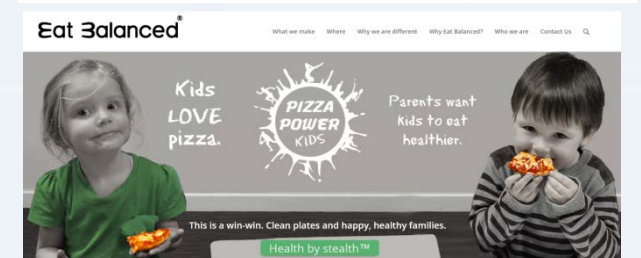 Eat Balanced®
What we make Where Why we are different Why Eat Balanced? Who we are Contact Us
Kids
LOVE
pizza.
PIZZA
POWER
KIDS
Parents want
kids to eat
healthier.
This is a win-win. Clean plates and happy, healthy families.
Health by stealth™